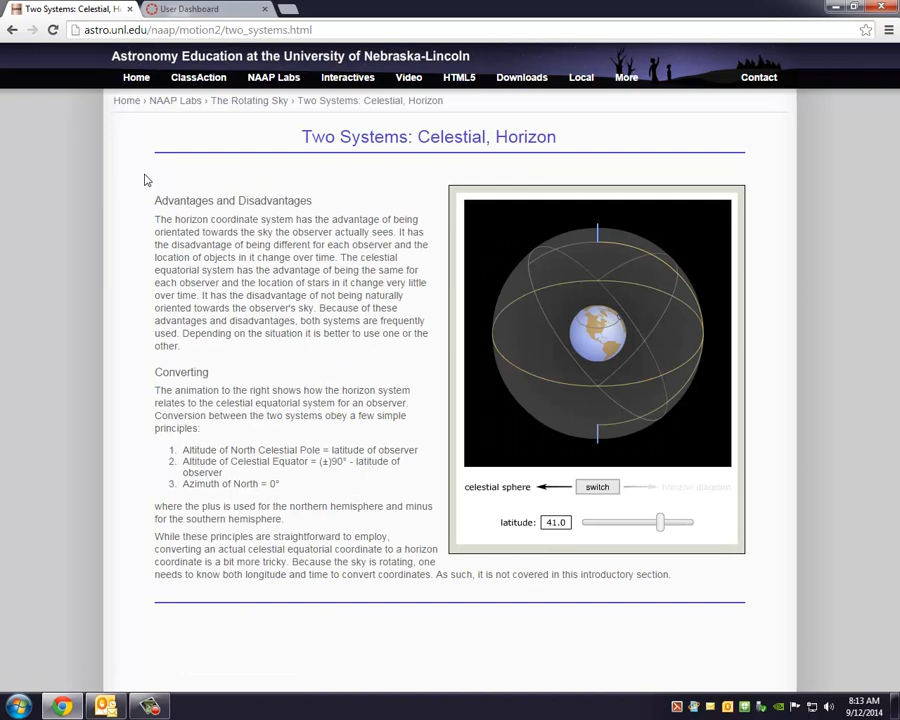 Two Systems: Celestial, H
User Dashboard
astro.unl.edu/naap/motion2/two_systems.html
Astronomy Education at the University of Nebraska-Lincoln
Home ClassAction NAAP Labs Interactives Video HTML5 Downloads Local More Contact
Home › NAAP Labs › The Rotating Sky › Two Systems: Celestial, Horizon
Two Systems: Celestial, Horizon
Advantages and Disadvantages
The horizon coordinate system has the advantage of being
orientated towards the sky the observer actually sees. It has
the disadvantage of being different for each observer and the
location of objects in it change over time. The celestial
equatorial system has the advantage of being the same for
each observer and the location of stars in it change very little
over time. It has the disadvantage of not being naturally
oriented towards the observer's sky. Because of these
advantages and disadvantages, both systems are frequently
used. Depending on the situation it is better to use one or the
other.
Converting
The animation to the right shows how the horizon system
relates to the celestial equatorial system for an observer.
Conversion between the two systems obey a few simple
principles:
1. Altitude of North Celestial Pole = latitude of observer
2. Altitude of Celestial Equator = (±)90° - latitude of
observer
3. Azimuth of North = 0°
where the plus is used for the northern hemisphere and minus
for the southern hemisphere.
While these principles are straightforward to employ,
converting an actual celestial equatorial coordinate to a horizon
coordinate is a bit more tricky. Because the sky is rotating, one
needs to know both longitude and time to convert coordinates. As such, it is not covered in this introductory section.
celestial sphere switch horizon diagram
latitude: 41.0
8:13 AM
9/12/2014